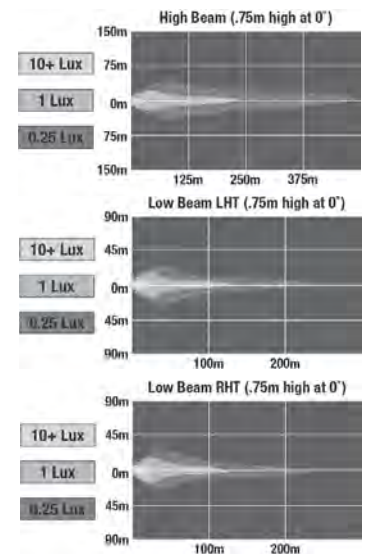 High Beam (.75m high at 0˚)
150m
10+ Lux
75m
1 Lux
0m
0.25 Lux
75m
150m
125m 250m 375m
Low Beam LHT (.75m high at 0˚)
90m
10+ Lux
45m
1 Lux
0m
0.25 Lux
45m
90m
100m 200m
Low Beam RHT (.75m high at 0˚)
90m
10+ Lux
45m
1 Lux
0m
0.25 Lux
45m
90m
100m 200m